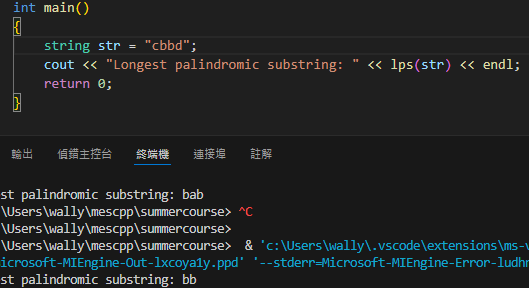 int main()
{
string str = "cbbd";
cout << "Longest palindromic substring: " << lps(str) << endl;
return 0;
}
輸出 偵錯主控台 終端機 連接埠 註解
st palindromic substring: bab
\Users\wally\mescpp\summercourse> ^C
\Users\wally\mescpp\summercourse>
\Users\wally\mescpp\summercourse> & 'c:\Users\wally\.vscode\extensions\ms-v
icrosoft-MIEngine-Out-lxcoya1y.ppd' '--stderr=Microsoft-MIEngine-Error-ludhr
st palindromic substring: bb